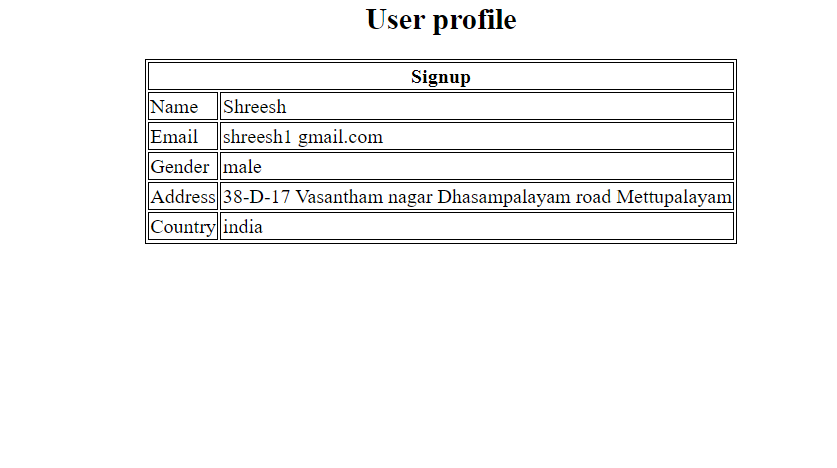 User profile
Signup
Name Shreesh
Email shreesh1 gmail.com
Gender male
Address 38-D-17 Vasantham nagar Dhasampalayam road Mettupalayam
Country india